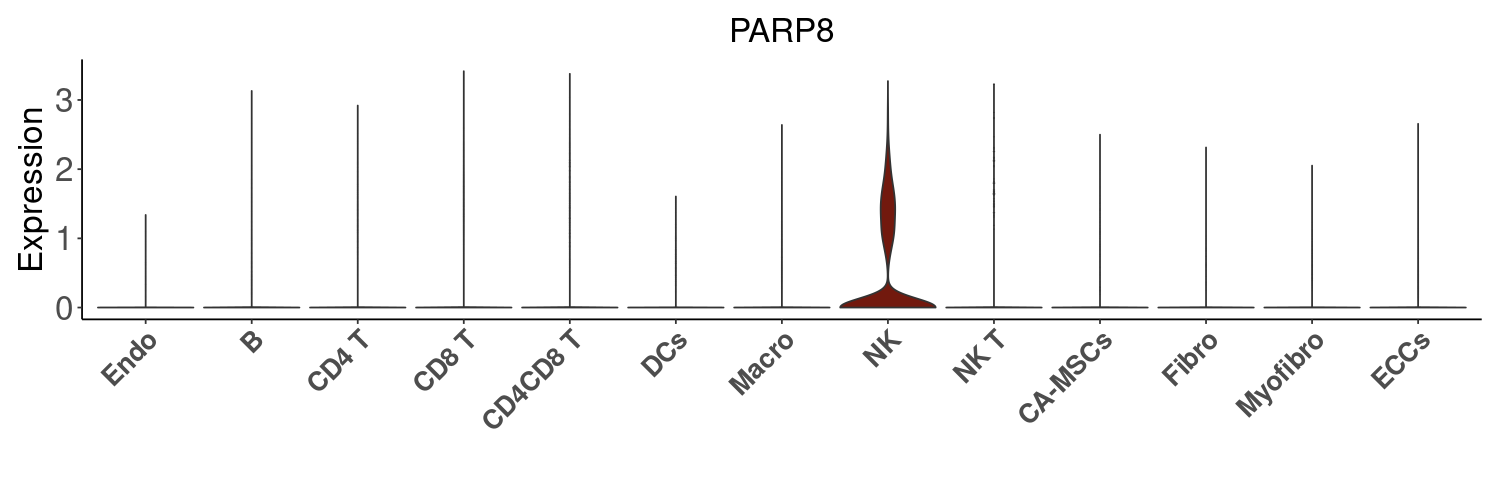 PARP8
Expression
3
2
1
0
Endo
B
CD4 T
CD8 T
CD4CD8 T
DCs
Macro
NK
NK T
CA-MSCs
Fibro
Myofibro
ECCs